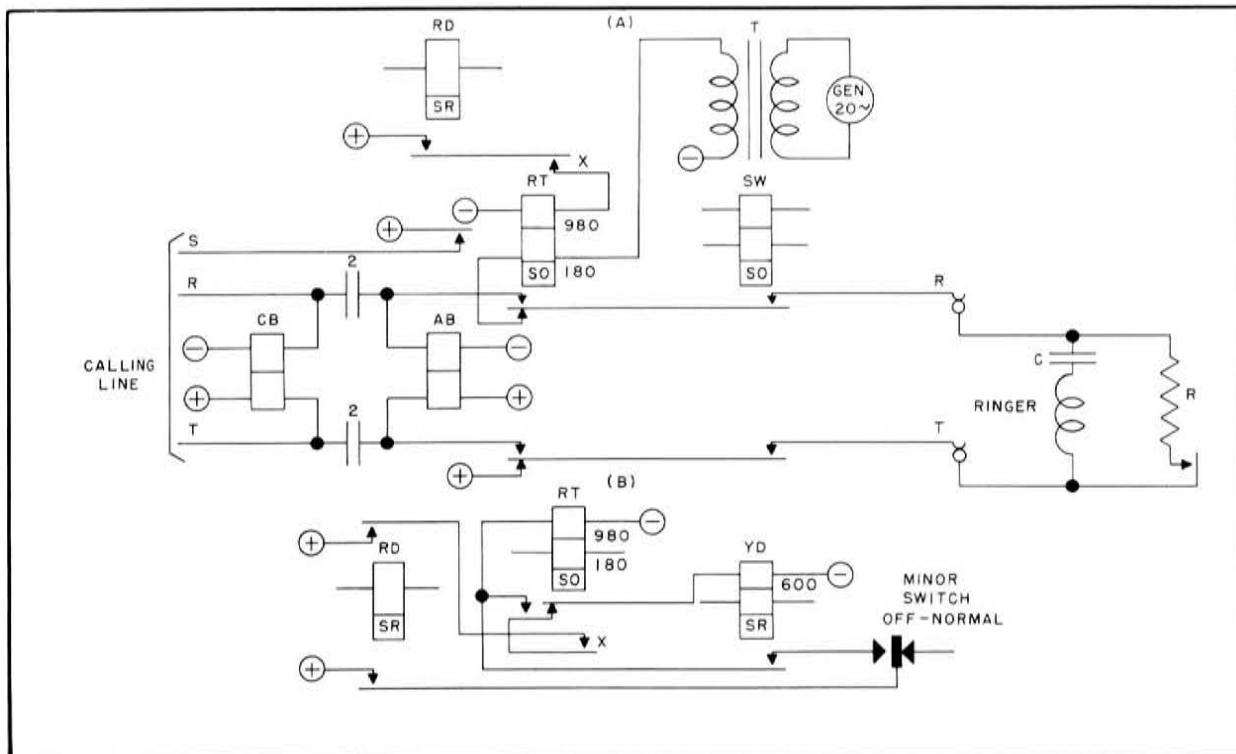 (A)
RD
T
SR
GEN
20~
+
X
−
RT
SW
−
+
980
S
SO
180
SO
R
2
R
CB
AB
−
−
C
CALLING
LINE
R
RINGER
+
+
T
2
T
+
(B)
RT
−
+
RD
980
180
YD
SO
−
600
MINOR
SWITCH
OFF-NORMAL
SR
SR
X
+